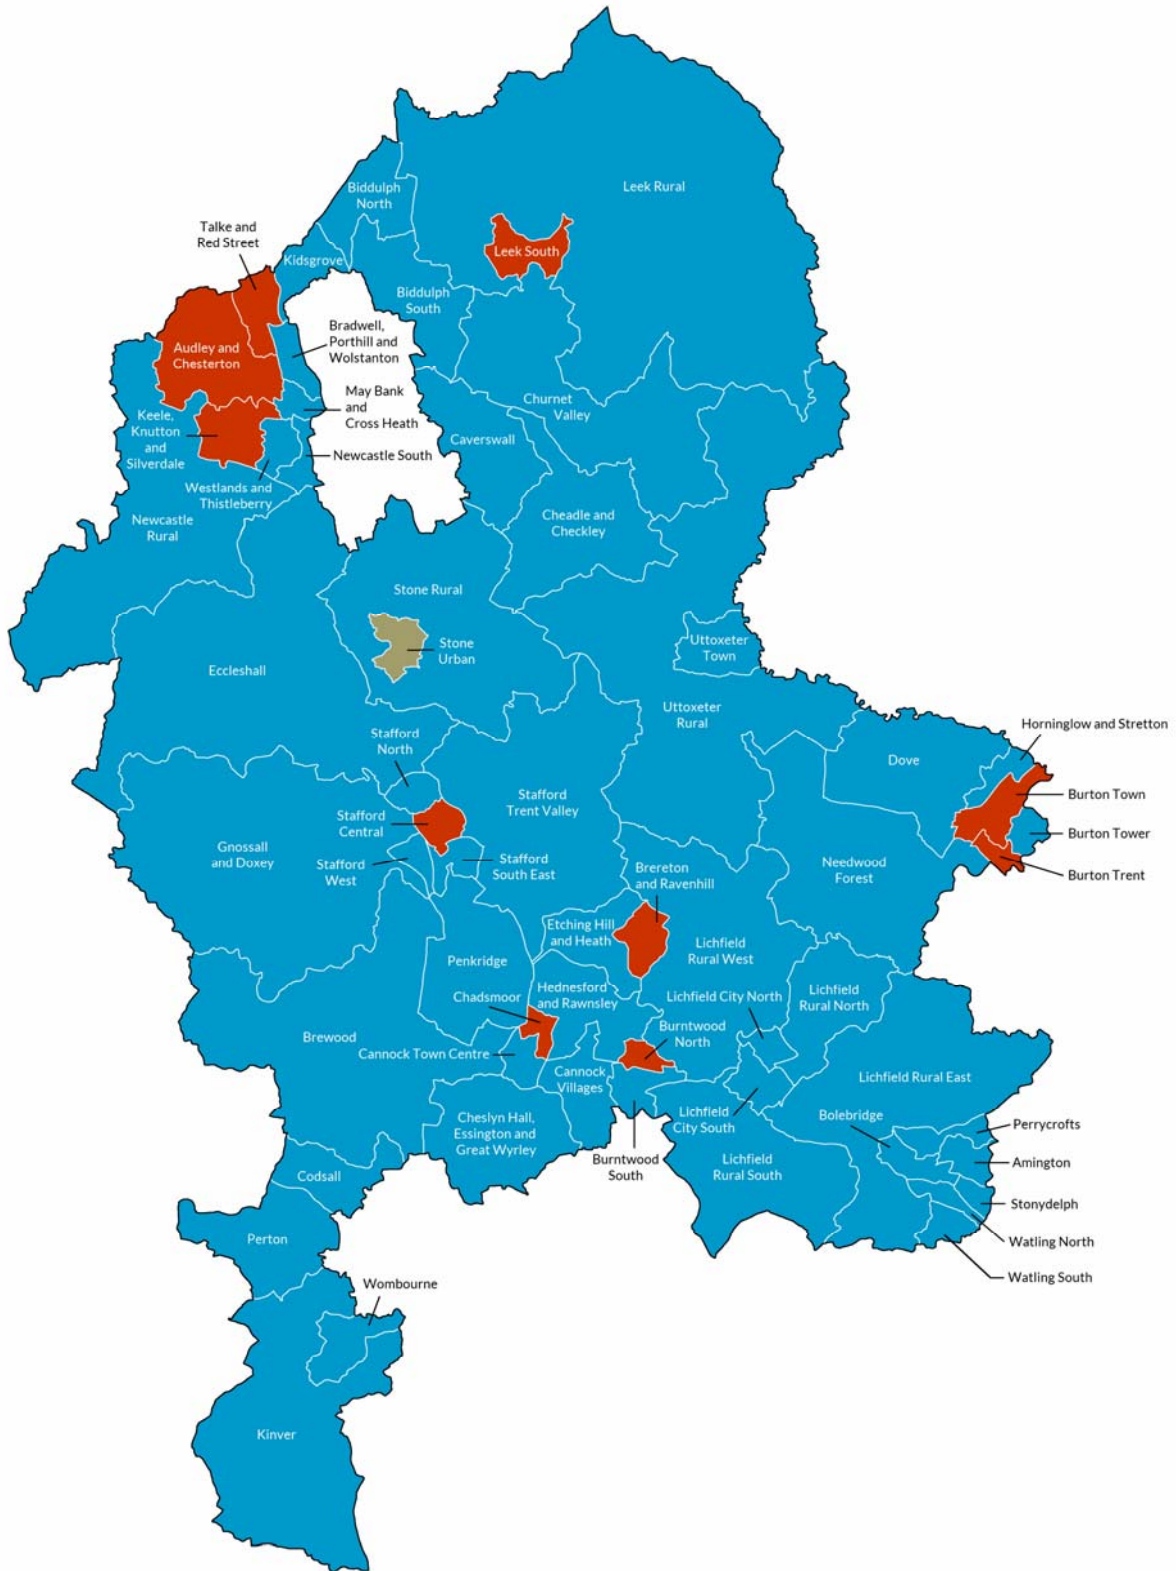 Leek Rural
Biddulph
North
Talke and
Red Street
Leek South
Kidsgrove
Biddulph
South
Bradwell,
Porthill and
Wolstanton
Audley and
Chesterton
May Bank
and
Cross Heath
Churnet
Valley
Keele,
Knutton
and
Silverdale
Caverswall
Newcastle South
Westlands and
Thistleberry
Newcastle
Rural
Cheadle and
Checkley
Stone Rural
Stone
Urban
Uttoxeter
Town
Eccleshall
Uttoxeter
Rural
Horninglow and Stretton
Stafford
North
Dove
Burton Town
Stafford
Trent Valley
Stafford
Central
Burton Tower
Gnossall
and Doxey
Stafford
West
Stafford
South East
Brereton
and Ravenhill
Needwood
Forest
Burton Trent
Etching Hill
and Heath
Lichfield
Rural West
Penkridge
Hednesford
and Rawnsley
Chadsmoor
Lichfield City North
Lichfield
Rural North
Brewood
Burntwood
North
Cannock Town Centre
Cannock
Villages
Lichfield Rural East
Cheslyn Hall,
Essington and
Great Wyrley
Lichfield
City South
Bolebridge
Perrycrofts
Burntwood
South
Lichfield
Rural South
Amington
Codsall
Stonydelph
Perton
Watling North
Watling South
Wombourne
Kinver